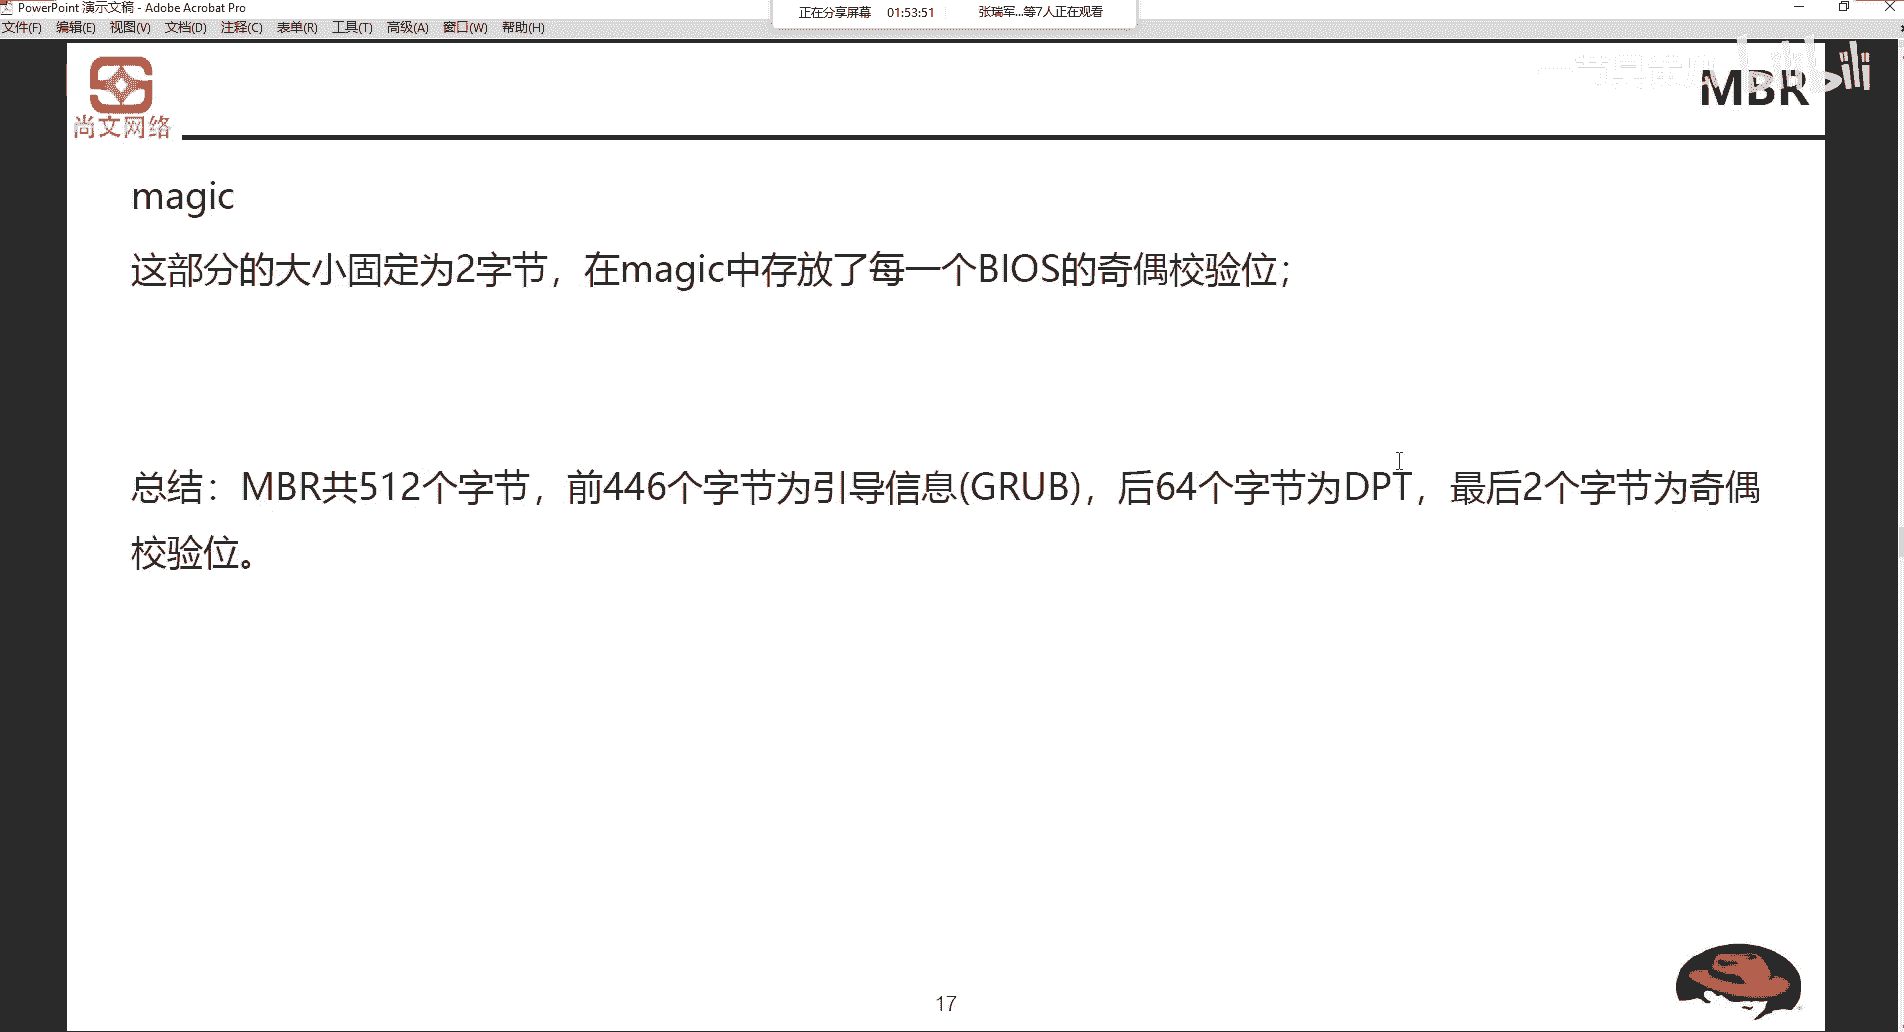 PowerPoint 演示文稿 - Adobe Acrobat Pro
正在分享屏幕 01:53:51 张瑞军...等7人正在观看
文件(F) 编辑(E) 视图(V) 文档(D) 注释(C) 表单(R) 工具(T) 高级(A) 窗口(W) 帮助(H)
尚文网络
bilibili
MBR
magic
这部分的大小固定为2字节，在magic中存放了每一个BIOS的奇偶校验位；
总结：MBR共512个字节，前446个字节为引导信息(GRUB)，后64个字节为DPT，最后2个字节为奇偶
校验位。
17